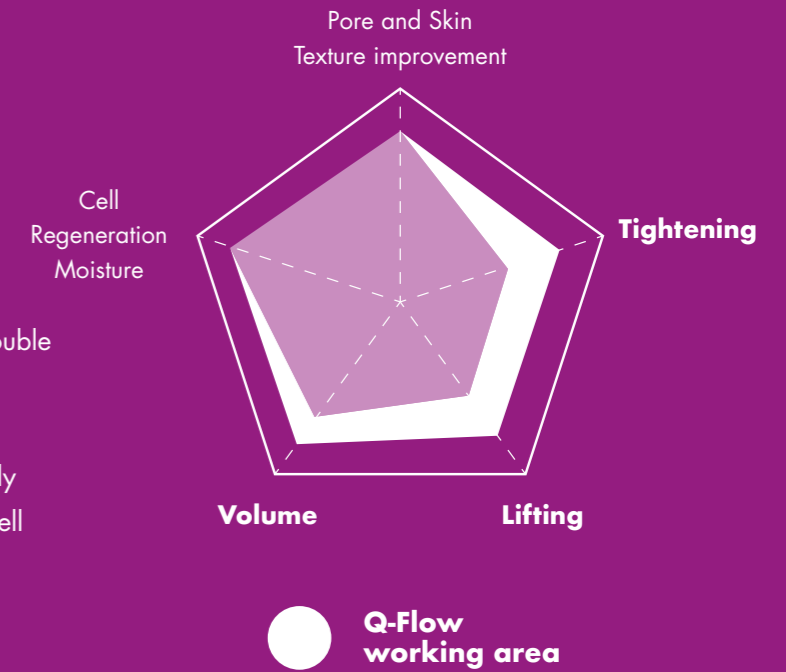 Pore and Skin
Texture improvement
Cell
Regeneration
Moisture
Tightening
Volume
Lifting
Q-Flow
working area